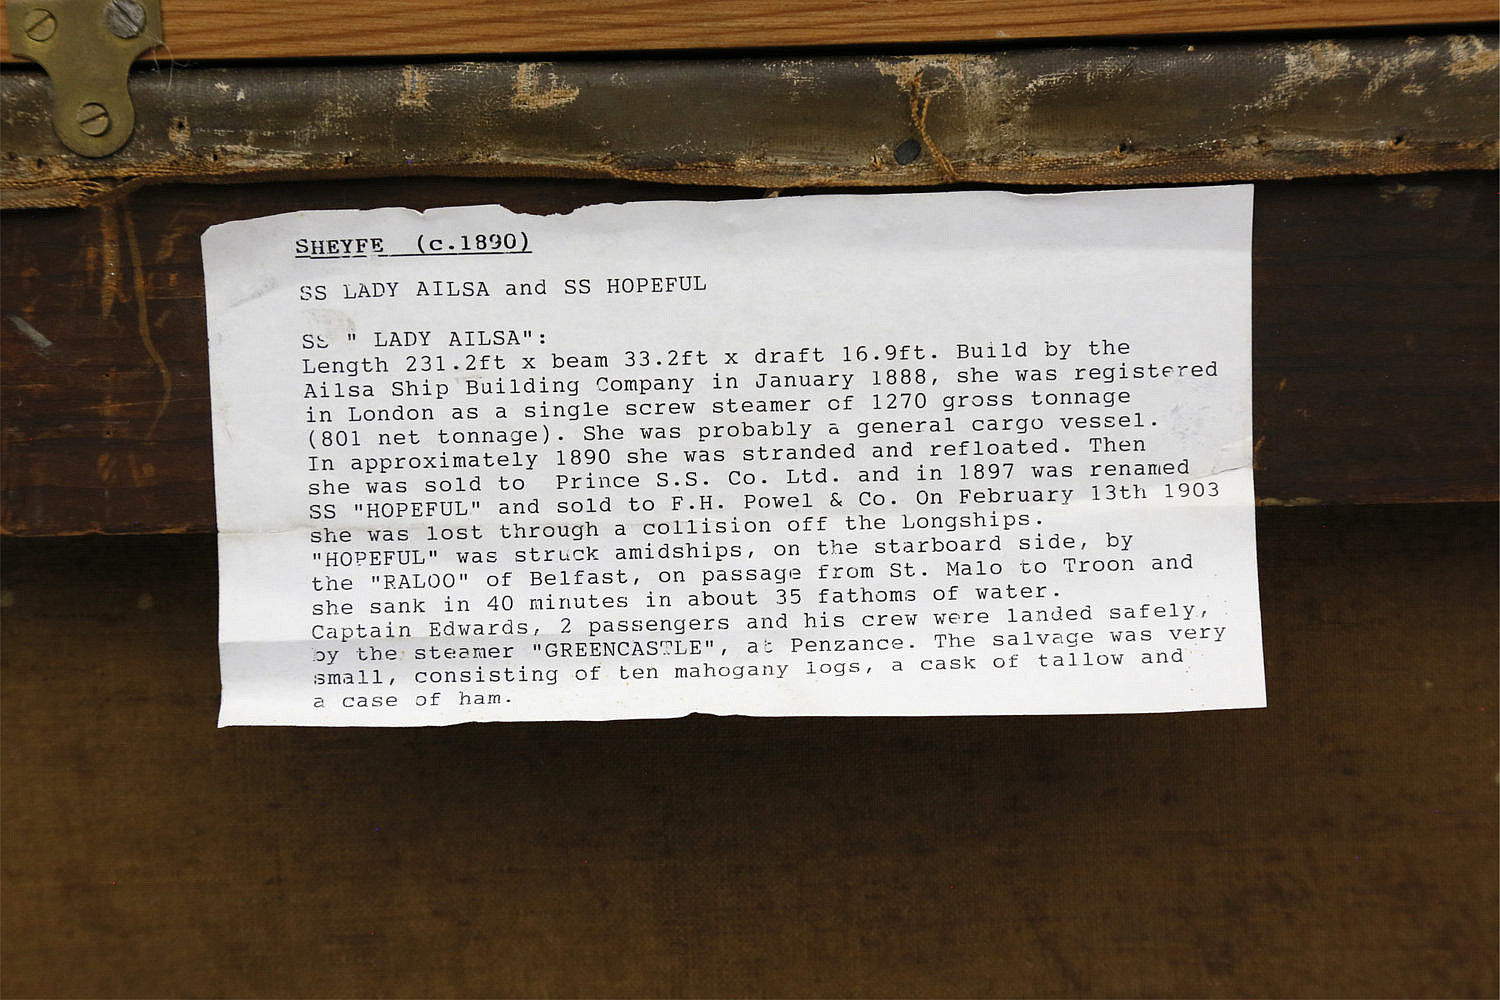 SHEYFE (c.1890)
SS LADY AILSA and SS HOPEFUL
SS " LADY AILSA":
Length 231.2ft x beam 33.2ft x draft 16.9ft. Build by the
Ailsa Ship Building Company in January 1888, she was registered
in London as a single screw steamer of 1270 gross tonnage
(801 net tonnage). She was probably a general cargo vessel.
In approximately 1890 she was stranded and refloated. Then
she was sold to Prince S.S. Co. Ltd. and in 1897 was renamed
SS "HOPEFUL" and sold to F.H. Powel & Co. On February 13th 1903
she was lost through a collision off the Longships.
"HOPEFUL" was struck amidships, on the starboard side, by
the "RALOO" of Belfast, on passage from St. Malo to Troon and
she sank in 40 minutes in about 35 fathoms of water.
Captain Edwards, 2 passengers and his crew were landed safely,
by the steamer "GREENCASTLE", at Penzance. The salvage was very
small, consisting of ten mahogany logs, a cask of tallow and
a case of ham.